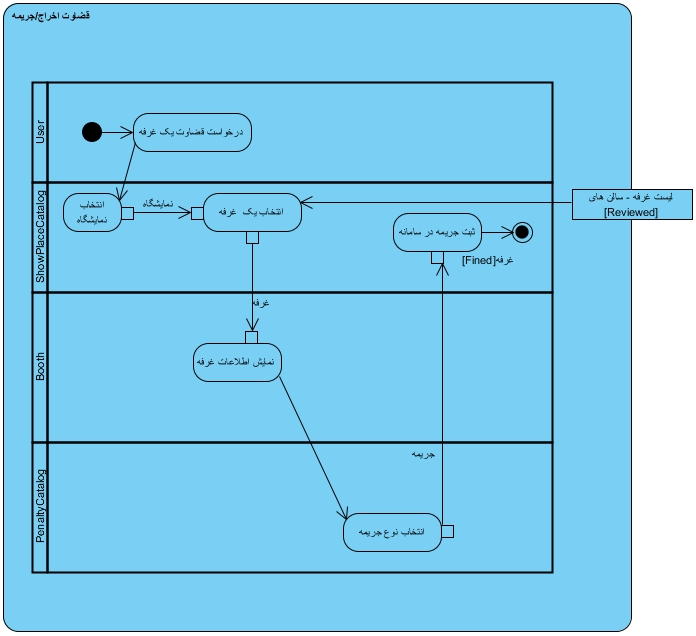 قضاوت اخراج/جریمه
User
درخواست قضاوت یک غرفه
ShowPlaceCatalog
انتخاب
نمایشگاه
نمایشگاه
انتخاب یک غرفه
لیست غرفه - سالن های
[Reviewed]
ثبت جریمه در سامانه
غرفه[Fined]
غرفه
Booth
نمایش اطلاعات غرفه
PenaltyCatalog
جریمه
انتخاب نوع جریمه